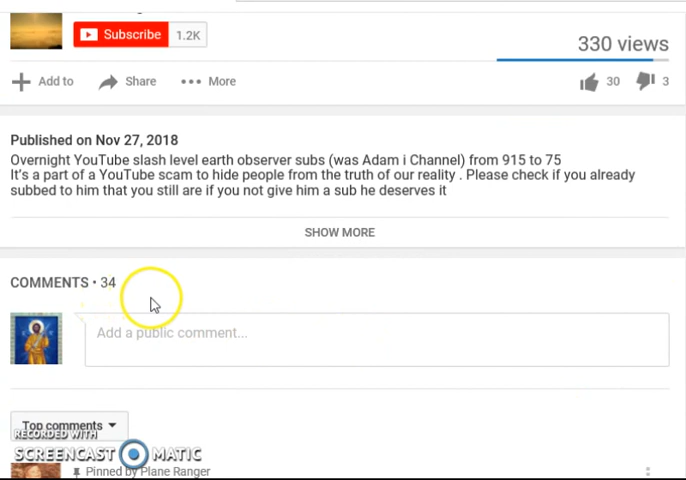 Subscribe 1.2K
330 views
Add to Share More 30 3
Published on Nov 27, 2018
Overnight YouTube slash level earth observer subs (was Adam i Channel) from 915 to 75
It's a part of a YouTube scam to hide people from the truth of our reality . Please check if you already
subbed to him that you still are if you not give him a sub he deserves it
SHOW MORE
COMMENTS • 34
Add a public comment...
Top comments
RECORDED WITH
SCREENCAST MATIC
Pinned by Plane Ranger